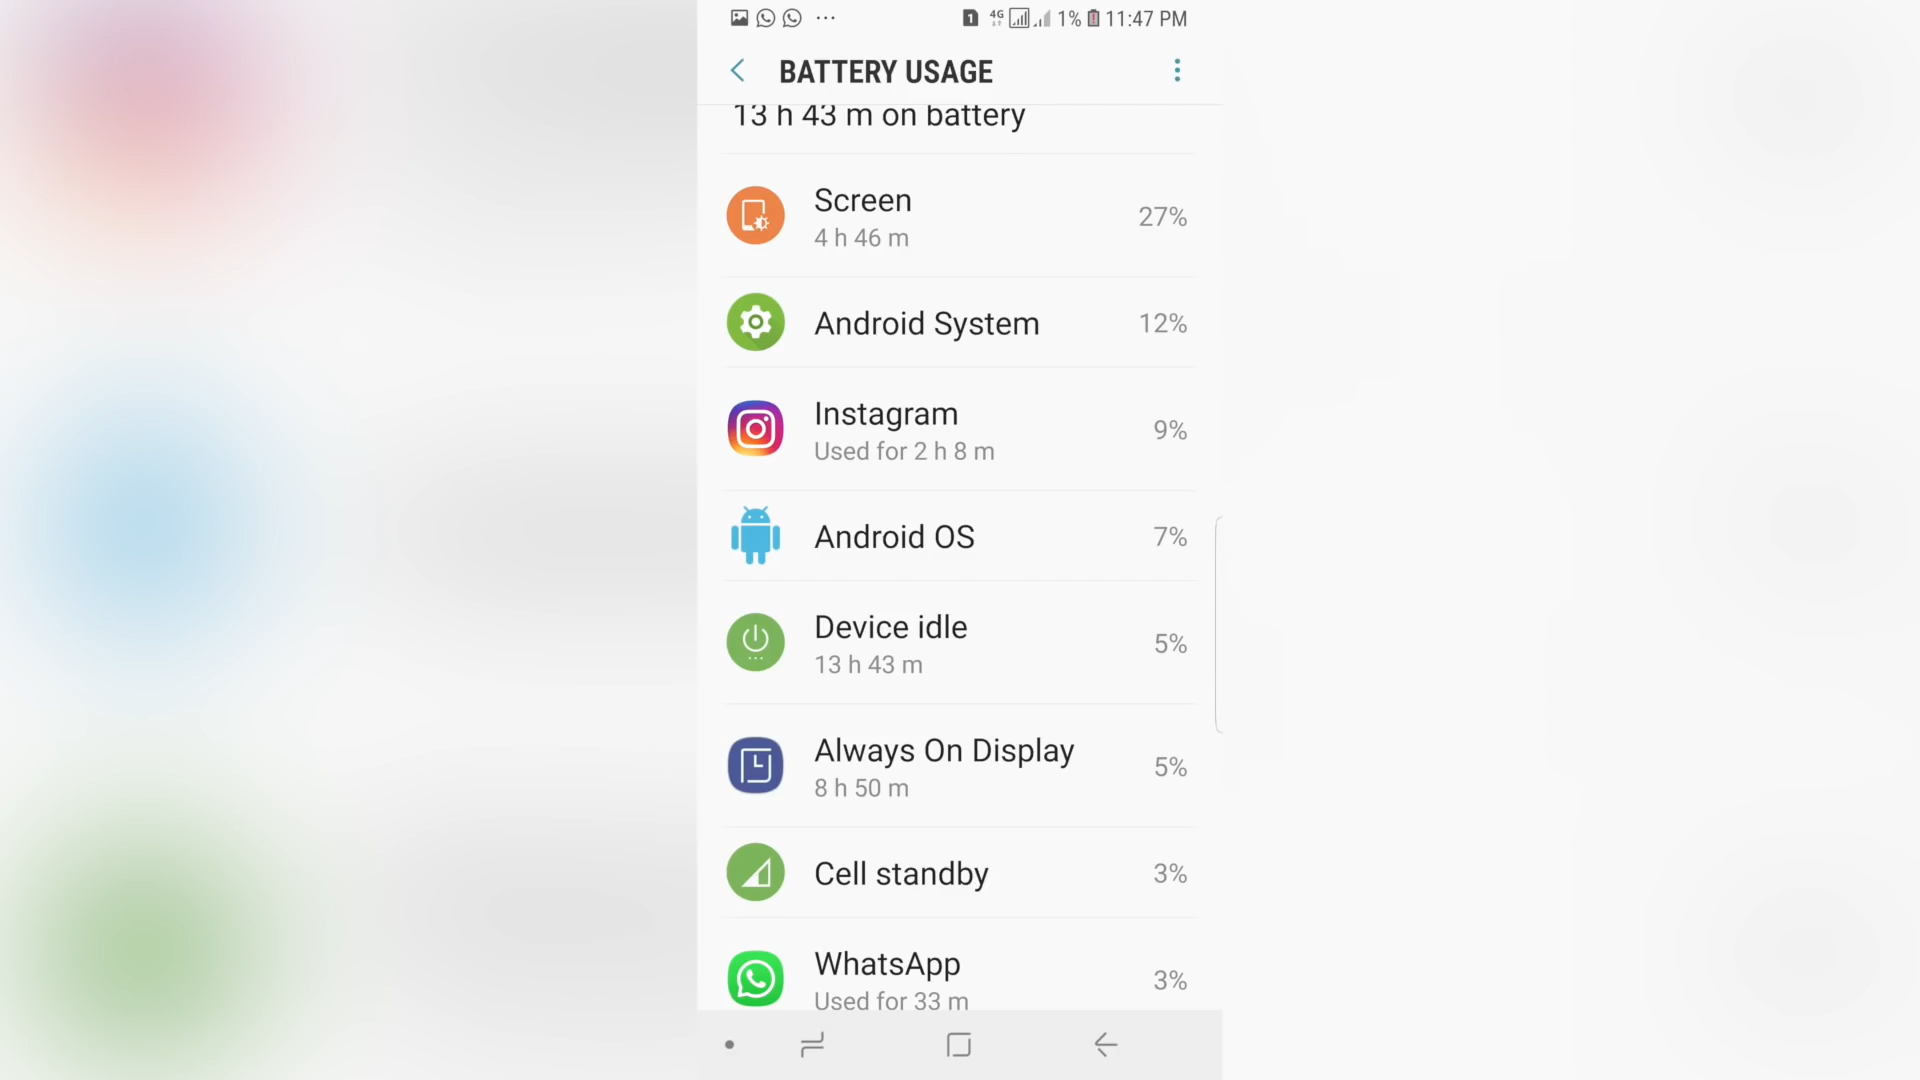 1 4G 1% 11:47 PM
BATTERY USAGE
13 h 43 m on battery
Screen 27%
4 h 46 m
Android System 12%
Instagram 9%
Used for 2 h 8 m
Android OS 7%
Device idle 5%
13 h 43 m
Always On Display 5%
8 h 50 m
Cell standby 3%
WhatsApp 3%
Used for 33 m